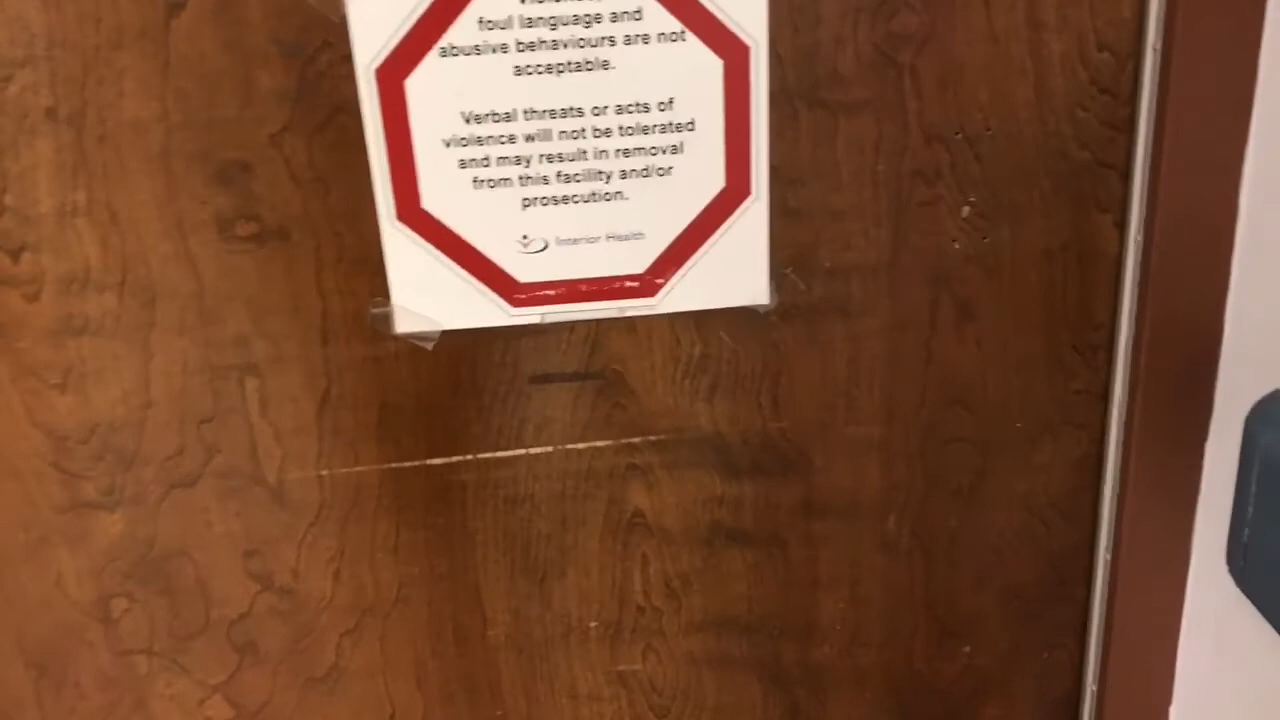 foul language and
abusive behaviours are not
acceptable.
Verbal threats or acts of
violence will not be tolerated
and may result in removal
from this facility and/or
prosecution.
Interior Health